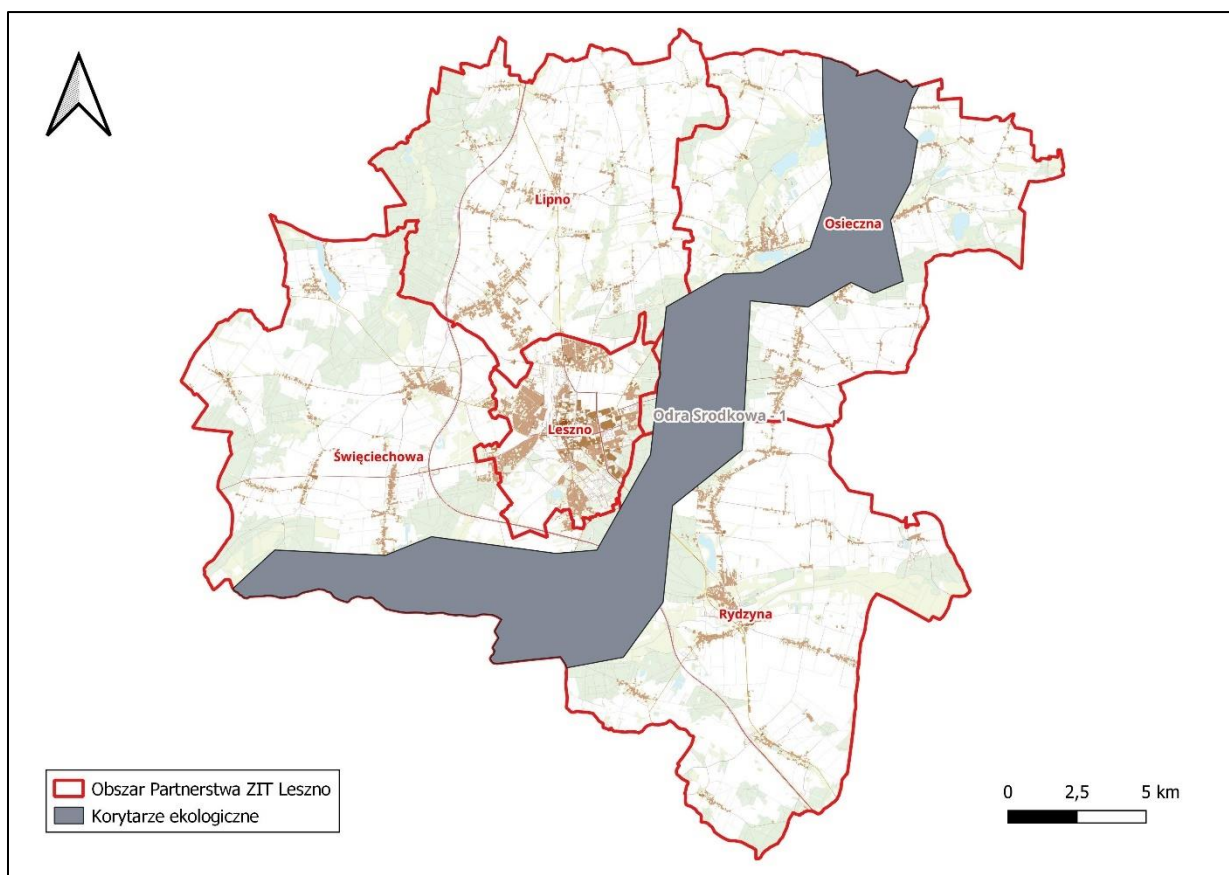 Lipno
Osieczna
Odra Srodkowa - 1
Leszno
Święciechowa
Rydzyna
Obszar Partnerstwa ZIT Leszno
Korytarze ekologiczne
0 2,5 5 km